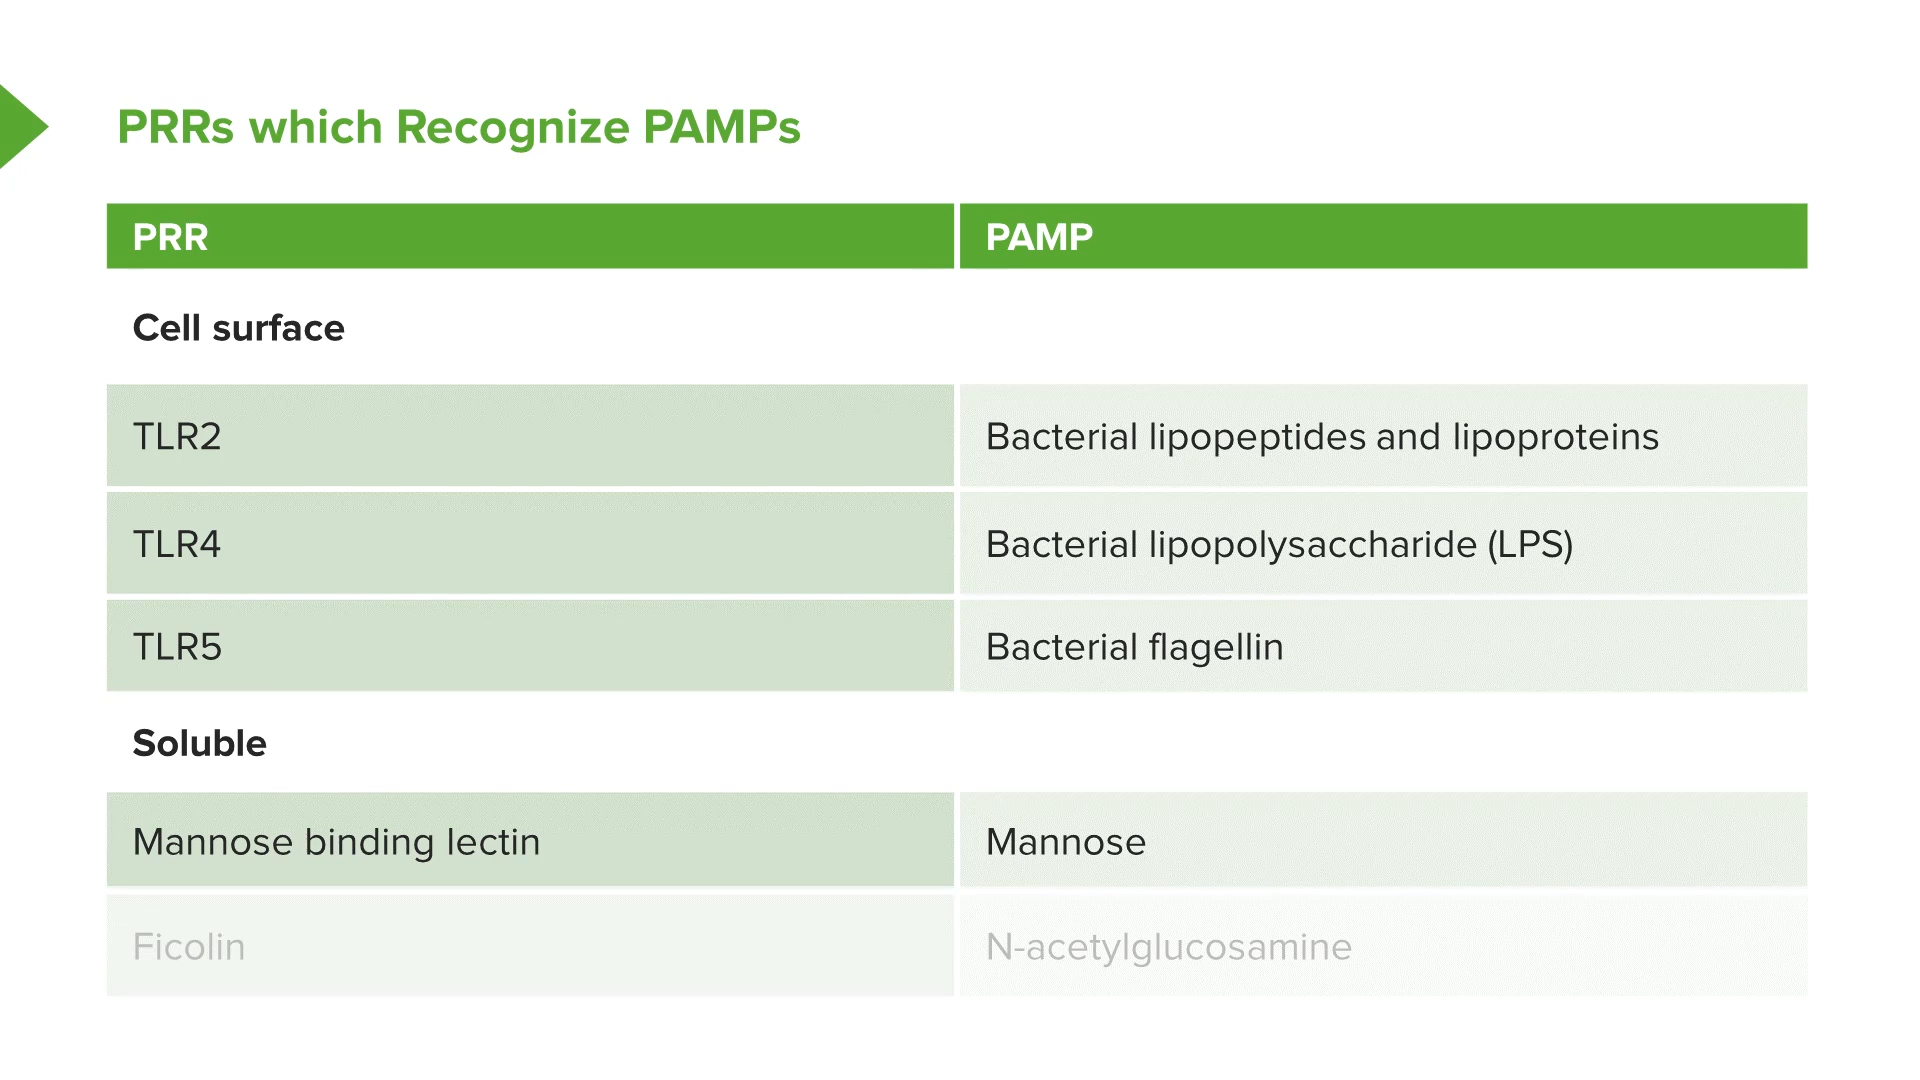 PRRs which Recognize PAMPs
PRR PAMP
Cell surface
TLR2 Bacterial lipopeptides and lipoproteins
TLR4 Bacterial lipopolysaccharide (LPS)
TLR5 Bacterial flagellin
Soluble
Mannose binding lectin Mannose
Ficolin N-acetylglucosamine